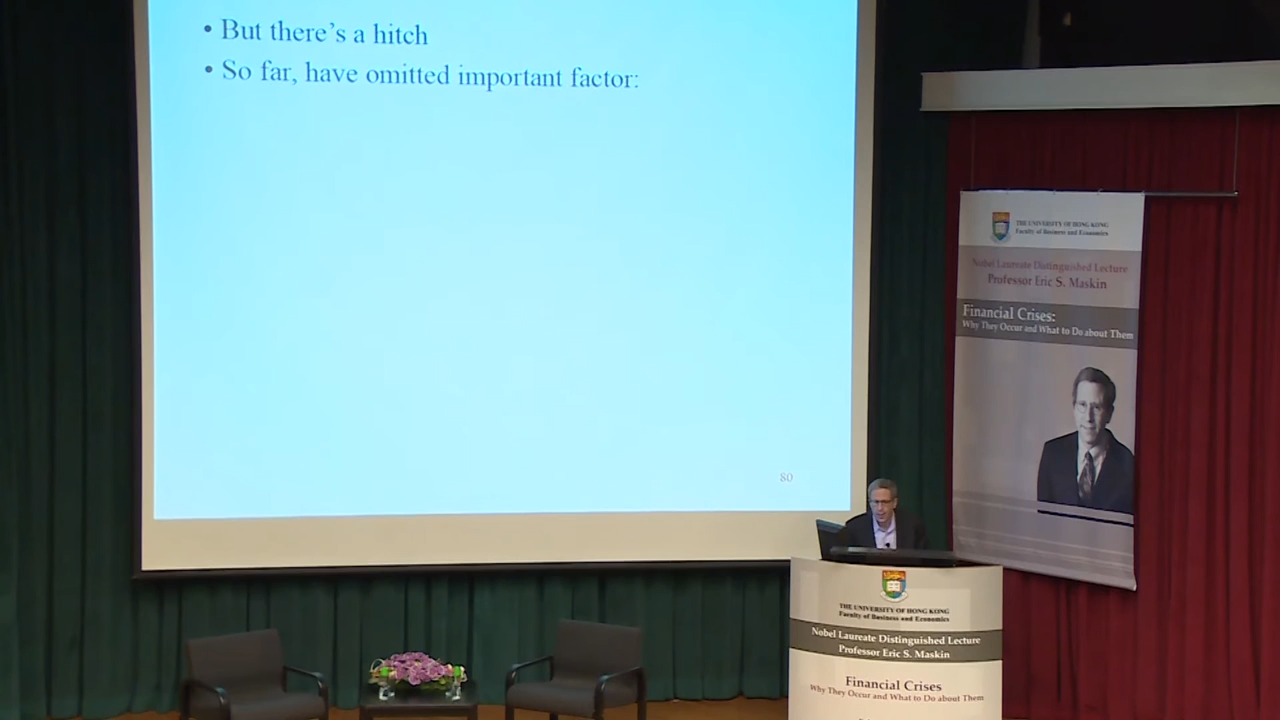 • But there's a hitch
• So far, have omitted important factor:
80
THE UNIVERSITY OF HONG KONG
Faculty of Business and Economics
Nobel Laureate Distinguished Lecture
Professor Eric S. Maskin
Financial Crises:
Why They Occur and What to Do about Them
THE UNIVERSITY OF HONG KONG
Faculty of Business and Economics
Nobel Laureate Distinguished Lecture
Professor Eric S. Maskin
Financial Crises
Why They Occur and What to Do about Them